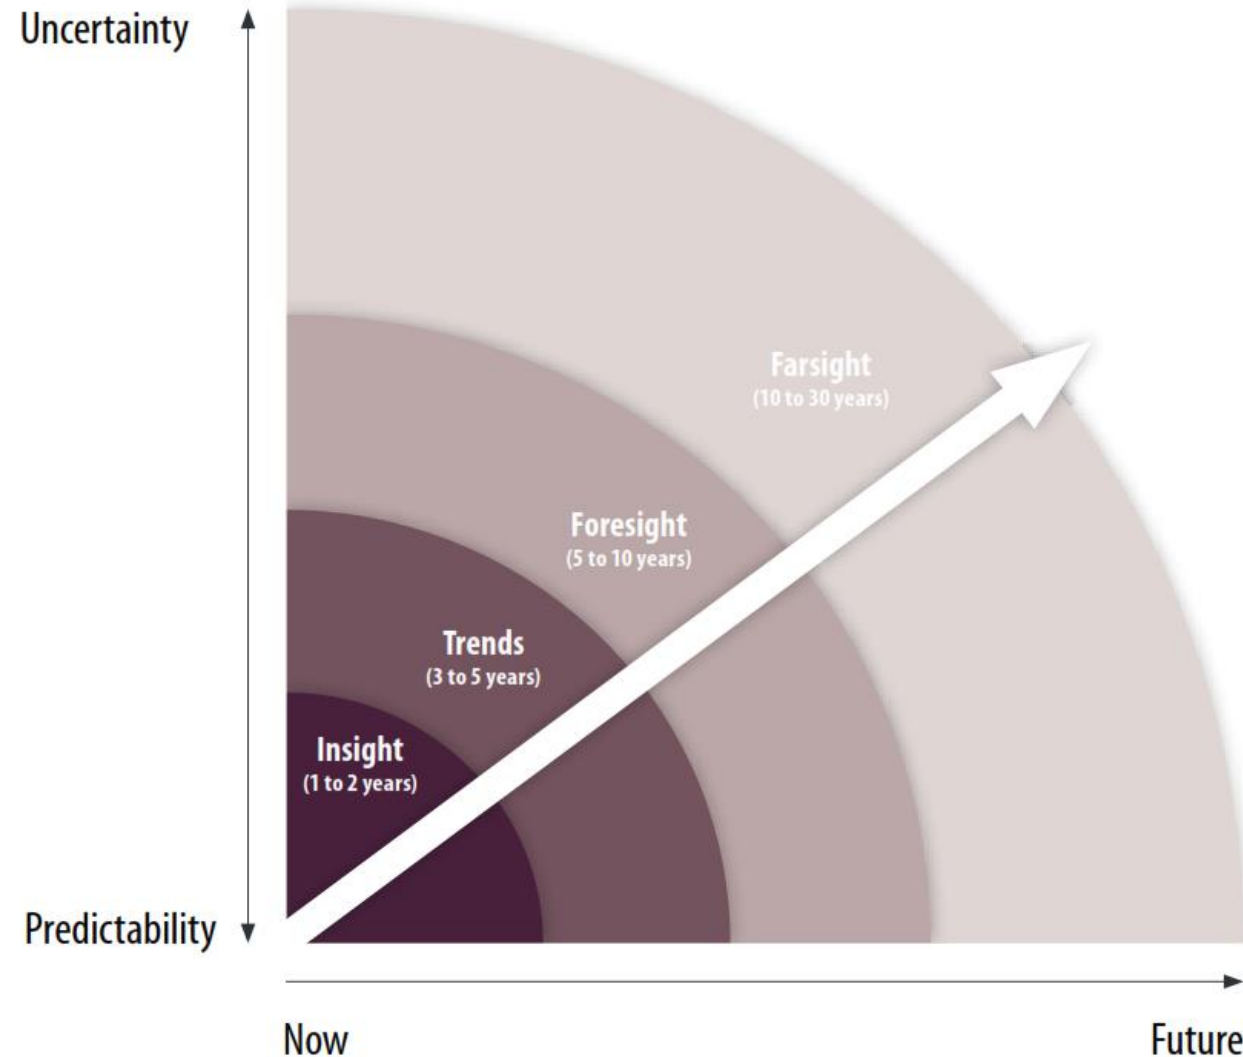 Uncertainty
Farsight
(10 to 30 years)
Foresight
(5 to 10 years)
Trends
(3 to 5 years)
Insight
(1 to 2 years)
Predictability
Now
Future